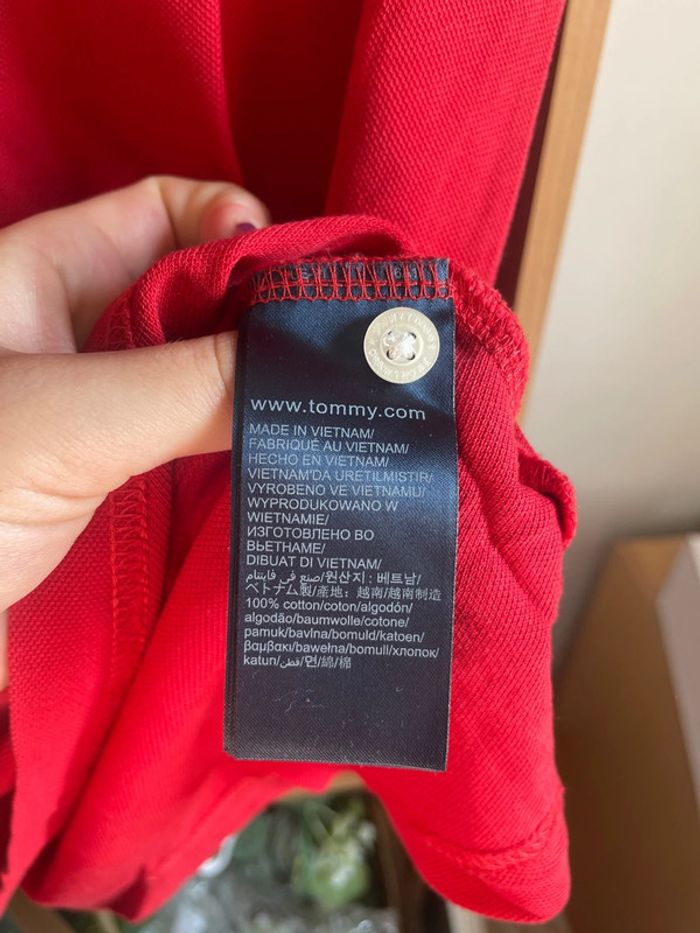 www.tommy.com
MADE IN VIETNAM/
FABRIQUÉ AU VIETNAM/
HECHO EN VIETNAM/
VIETNAM'DA URETILMISTIR/
VYROBENO VE VIETNAMU/
WYPRODUKOWANO W
WIETNAMIE/
ИЗГОТОВЛЕНО ВО
ВЬЕТНАМЕ/
DIBUAT DI VIETNAM/
صنع في فايتنام/원산지 : 베트남/
ベトナム製/產地：越南/越南制造
100% cotton/coton/algodón/
algodão/baumwolle/cotone/
pamuk/bavlna/bomuld/katoen/
βαμβακι/bawełna/bomull/хлопок/
katun/قطن/면/綿/棉